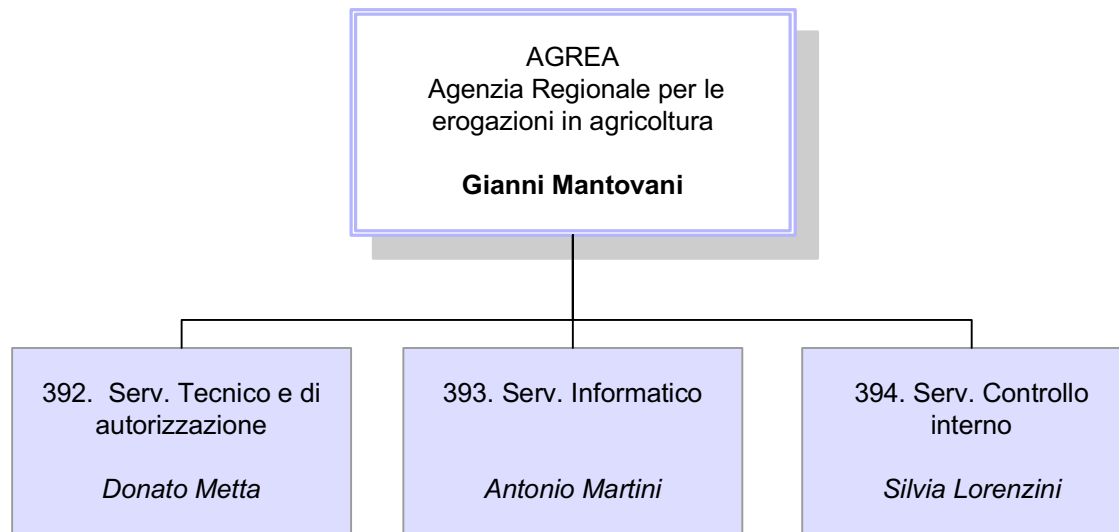 AGREA
Agenzia Regionale per le
erogazioni in agricoltura
Gianni Mantovani
392. Serv. Tecnico e di
autorizzazione
Donato Metta
393. Serv. Informatico
Antonio Martini
394. Serv. Controllo
interno
Silvia Lorenzini